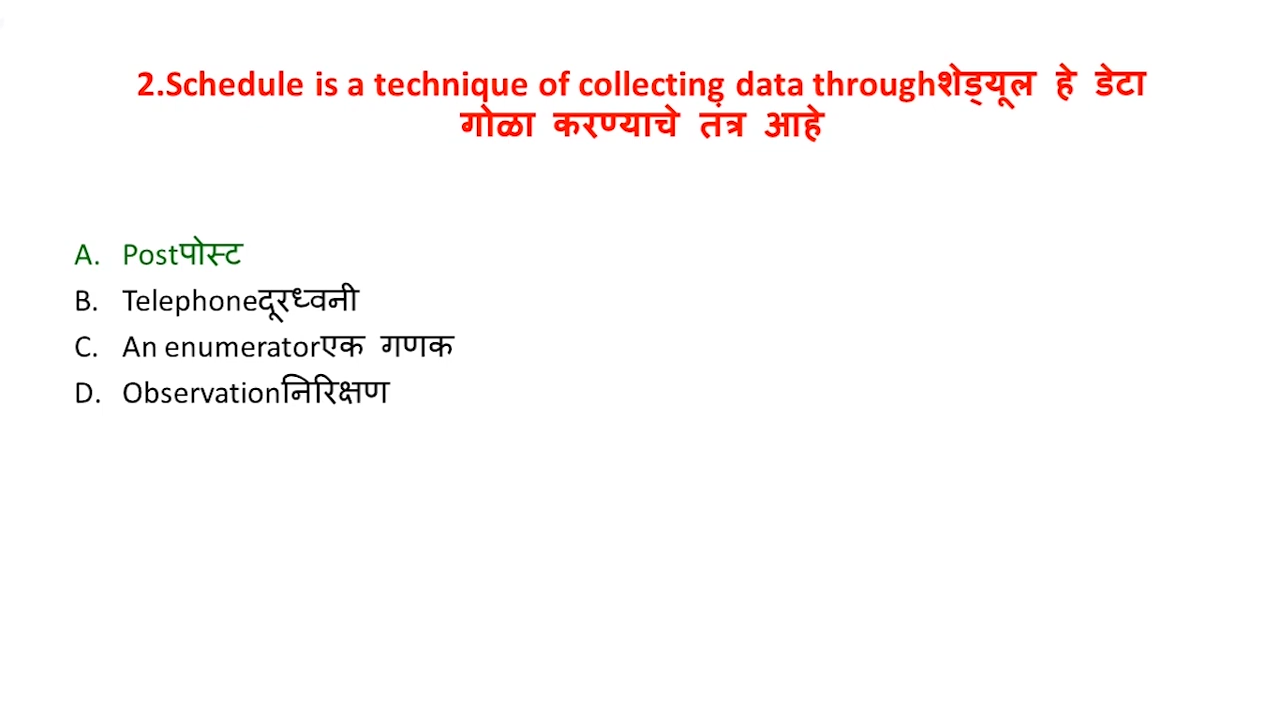 2.Schedule is a technique of collecting data throughशेड्यूल हे डेटा
गोळा करण्याचे तंत्र आहे
A. Postपोस्ट
B. Telephoneदूरध्वनी
C. An enumeratorएक गणक
D. Observationनिरिक्षण